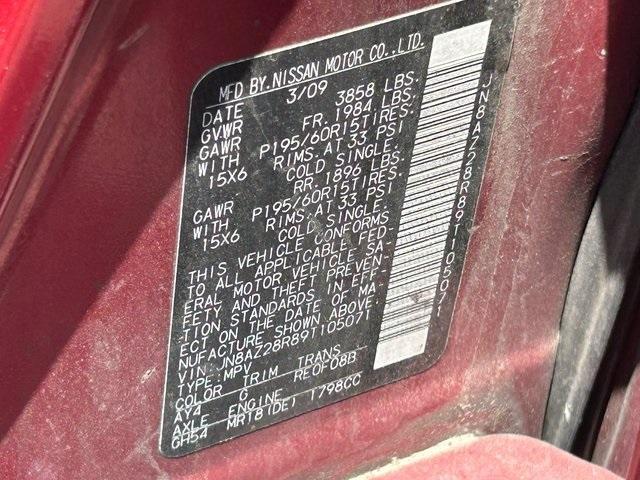 MFD BY.NISSAN MOTOR CO.,LTD.
DATE 3/09
GVWR 3858 LBS.
GAWR FR. 1984 LBS.
WITH P195/60R15TIRES.
15X6 RIMS. AT 33 PSI
COLD SINGLE.
GAWR RR. 1896 LBS.
WITH P195/60R15TIRES.
15X6 RIMS. AT 33 PSI
COLD SINGLE.
THIS VEHICLE CONFORMS
TO ALL APPLICABLE FED-
ERAL MOTOR VEHICLE SA-
FETY AND THEFT PREVEN-
TION STANDARDS IN EFF-
ECT ON THE DATE OF MA-
NUFACTURE SHOWN ABOVE.
VIN: JN8AZ28R89T105071
TYPE:MPV
COLOR TRIM TRANS
AY4 G RE0F08B
AXLE ENGINE
GH54 MR18(DE) 1798CC
JN8AZ28R89T105071